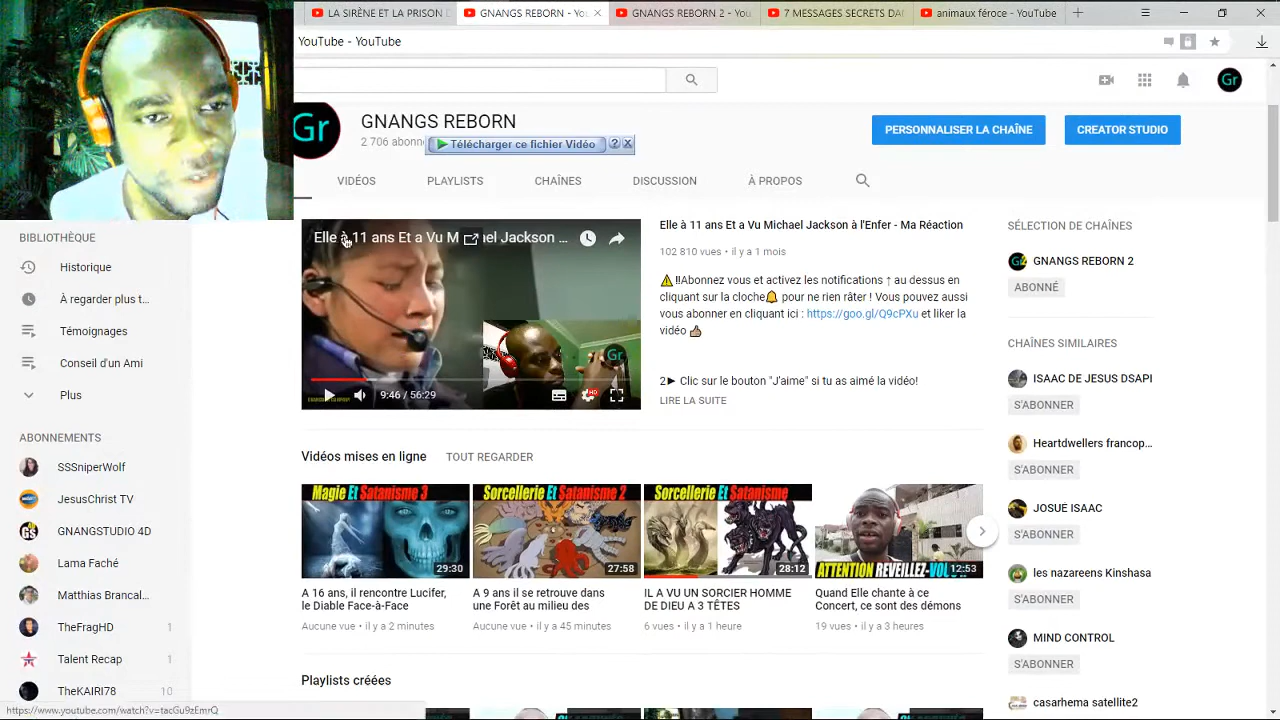 LA SIRÈNE ET LA PRISON D
GNANGS REBORN - You
GNANGS REBORN 2 - You
7 MESSAGES SECRETS DA
animaux féroce - YouTube
YouTube - YouTube
Gr
Gr
GNANGS REBORN
2 706 abonn
Télécharger ce fichier Vidéo
PERSONNALISER LA CHAÎNE
CREATOR STUDIO
VIDÉOS
PLAYLISTS
CHAÎNES
DISCUSSION
À PROPOS
BIBLIOTHÈQUE
Historique
À regarder plus t...
Témoignages
Conseil d'un Ami
Plus
ABONNEMENTS
SSSniperWolf
JesusChrist TV
GNANGSTUDIO 4D
Lama Faché
Matthias Brancal...
TheFragHD 1
Talent Recap 1
TheKAIRI78 10
https://www.youtube.com/watch?v=tacGu9zEmrQ
Elle à 11 ans Et a Vu M el Jackson ...
Gr
9:46 / 56:29
HD
Elle à 11 ans Et a Vu Michael Jackson à l'Enfer - Ma Réaction
102 810 vues • il y a 1 mois
⚠️‼Abonnez vous et activez les notifications ↑ au dessus en
cliquant sur la cloche🔔 pour ne rien râter ! Vous pouvez aussi
vous abonner en cliquant ici : https://goo.gl/Q9cPXu et liker la
vidéo 👍
2► Clic sur le bouton "J'aime" si tu as aimé la vidéo!
LIRE LA SUITE
Vidéos mises en ligne
TOUT REGARDER
Magie Et Satanisme 3
29:30
A 16 ans, il rencontre Lucifer,
le Diable Face-à-Face
Aucune vue • il y a 2 minutes
Sorcellerie Et Satanisme 2
27:58
A 9 ans il se retrouve dans
une Forêt au milieu des
Aucune vue • il y a 45 minutes
Sorcellerie Et Satanisme
28:12
IL A VU UN SORCIER HOMME
DE DIEU A 3 TÊTES
6 vues • il y a 1 heure
ATTENTION REVEILLEZ-VOUS
12:53
Quand Elle chante à ce
Concert, ce sont des démons
19 vues • il y a 3 heures
Playlists créées
SÉLECTION DE CHAÎNES
GNANGS REBORN 2
ABONNÉ
CHAÎNES SIMILAIRES
ISAAC DE JESUS DSAPI
S'ABONNER
Heartdwellers francop...
S'ABONNER
JOSUÉ ISAAC
S'ABONNER
les nazareens Kinshasa
S'ABONNER
MIND CONTROL
S'ABONNER
casarhema satellite2